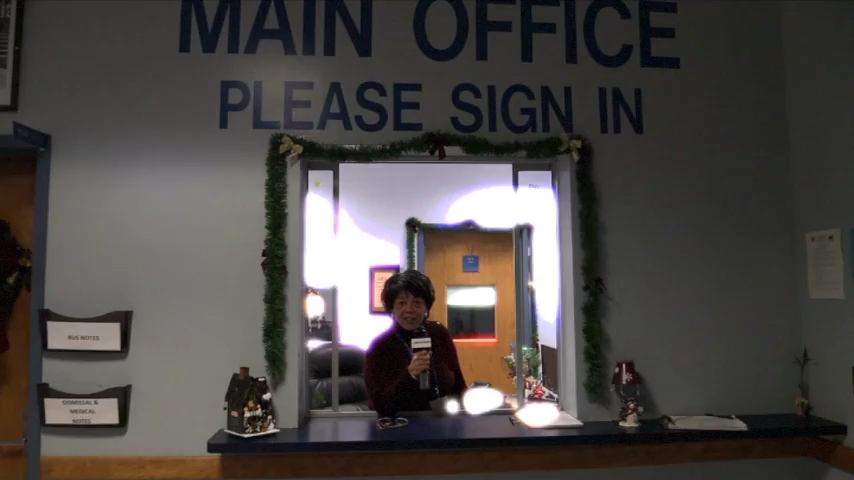 MAIN OFFICE
PLEASE SIGN IN
BUS NOTES
DISMISSAL &
MEDICAL
NOTES